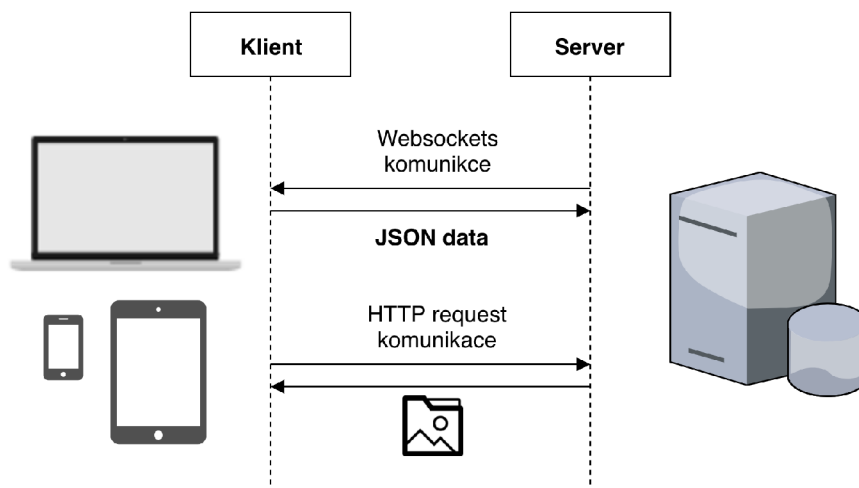 Klient
Server
Websockets
komunikce
JSON data
HTTP request
komunikace